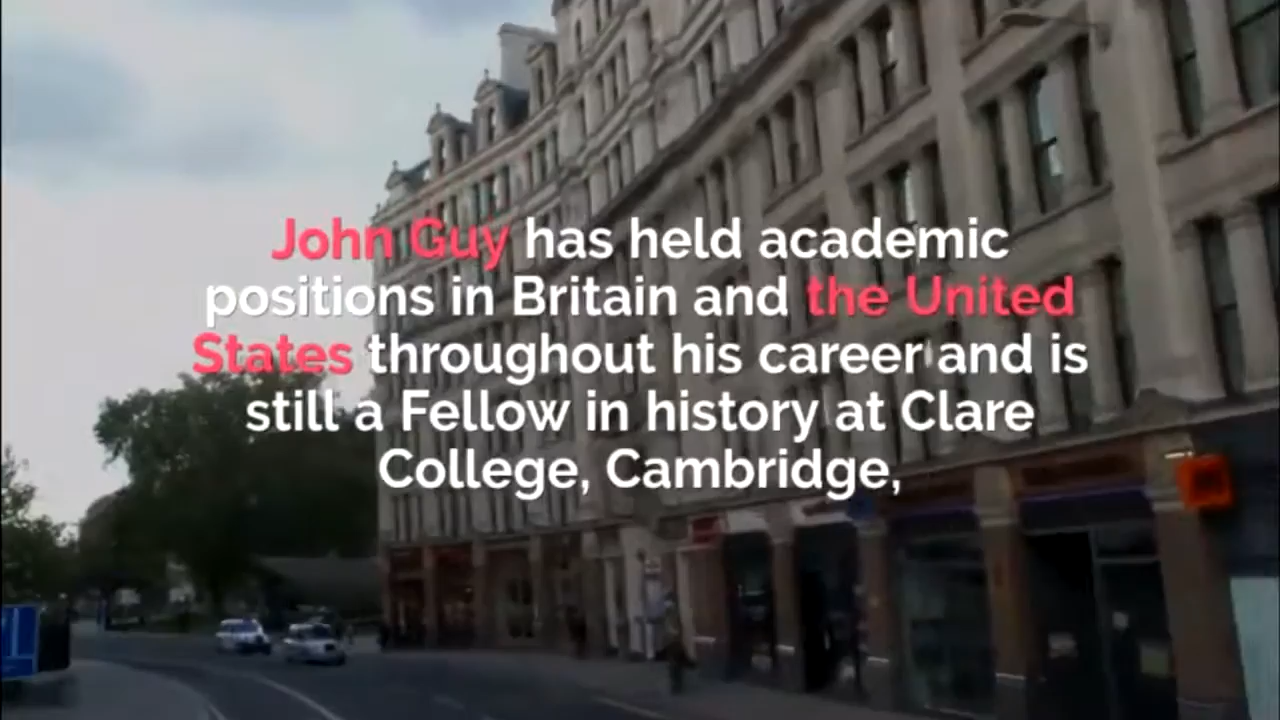 John Guy has held academic
positions in Britain and the United
States throughout his career and is
still a Fellow in history at Clare
College, Cambridge,